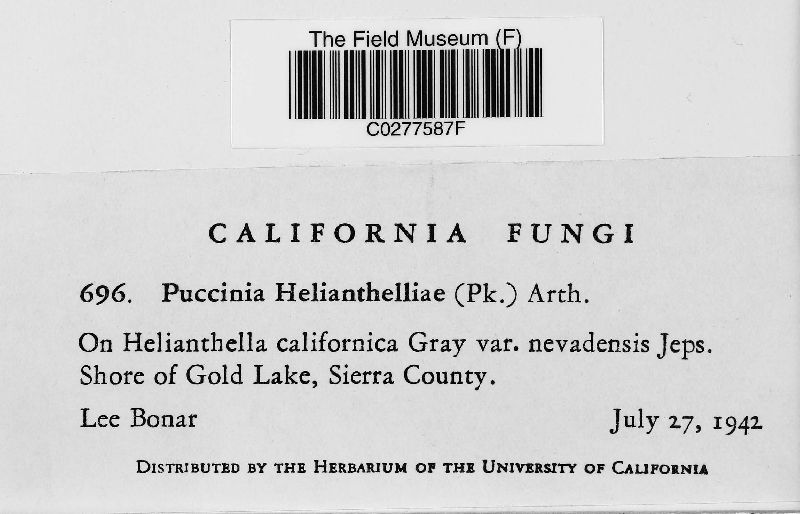 The Field Museum (F)
C0277587F
CALIFORNIA FUNGI
696. Puccinia Helianthelliae (Pk.) Arth.
On Helianthella californica Gray var. nevadensis Jeps.
Shore of Gold Lake, Sierra County.
Lee Bonar July 27, 1942
DISTRIBUTED BY THE HERBARIUM OF THE UNIVERSITY OF CALIFORNIA